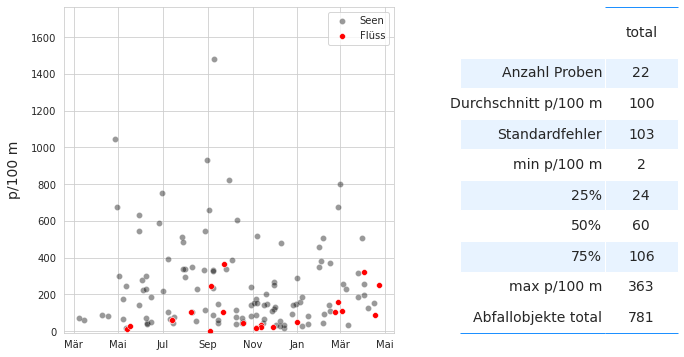 Seen
Flüss
p/100 m
1600
1400
1200
1000
800
600
400
200
0
Mär Mai Jul Sep Nov Jan Mär Mai
total
Anzahl Proben 22
Durchschnitt p/100 m 100
Standardfehler 103
min p/100 m 2
25% 24
50% 60
75% 106
max p/100 m 363
Abfallobjekte total 781